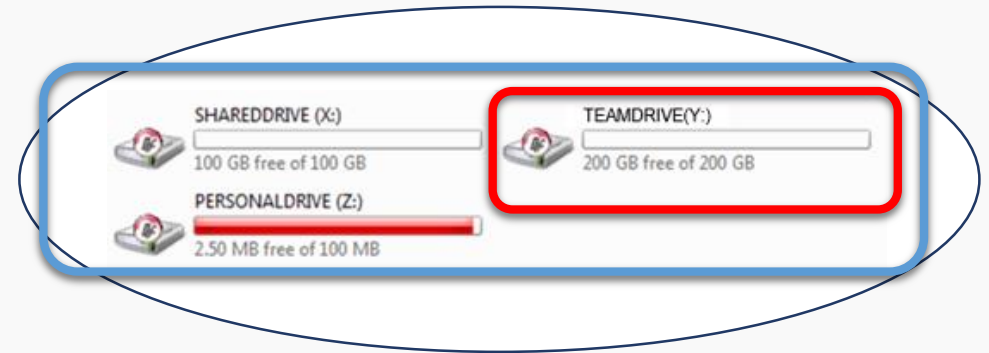 SHAREDDRIVE (X:)
100 GB free of 100 GB
TEAMDRIVE(Y:)
200 GB free of 200 GB
PERSONALDRIVE (Z:)
2.50 MB free of 100 MB